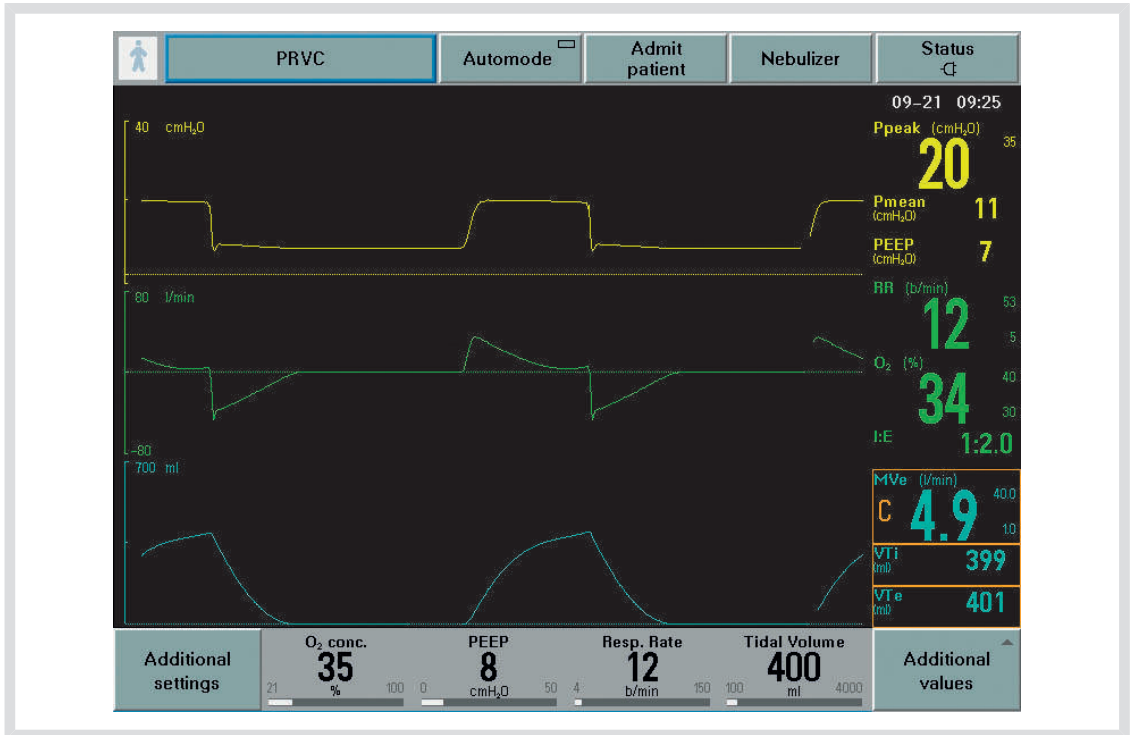 PRVC
Automode
Admit
patient
Nebulizer
Status
09-21 09:25
40 cmH₂O
Ppeak (cmH₂O)
35
20
Pmean
(cmH₂O)
11
PEEP
(cmH₂O)
7
80 l/min
RR (b/min)
53
12
5
O₂ (%)
40
34
30
I:E
1:2.0
-80
700 ml
MVe (l/min)
40.0
C 4.9
1.0
VTi
(ml)
399
VTe
(ml)
401
Additional
settings
O₂ conc.
35
21 % 100
PEEP
8
0 cmH₂O 50
Resp. Rate
12
4 b/min 150
Tidal Volume
400
100 ml 4000
Additional
values